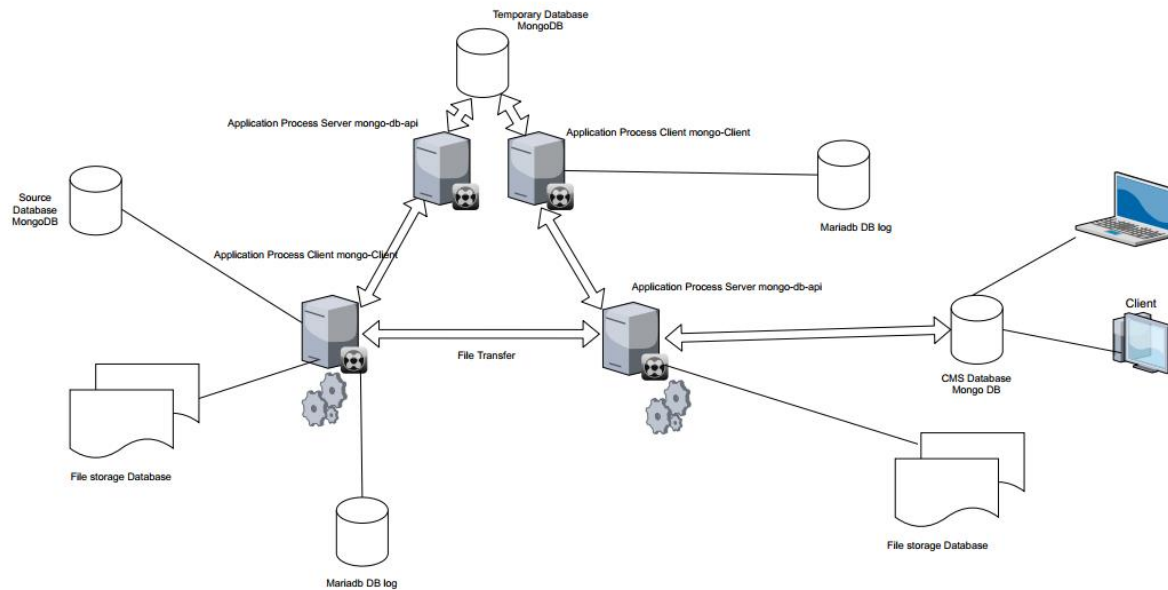 Temporary Database
MongoDB
Application Process Server mongo-db-api
Application Process Client mongo-Client
Source
Database
MongoDB
Mariadb DB log
Application Process Client mongo-Client
Application Process Server mongo-db-api
Client
File Transfer
CMS Database
Mongo DB
File storage Database
File storage Database
Mariadb DB log